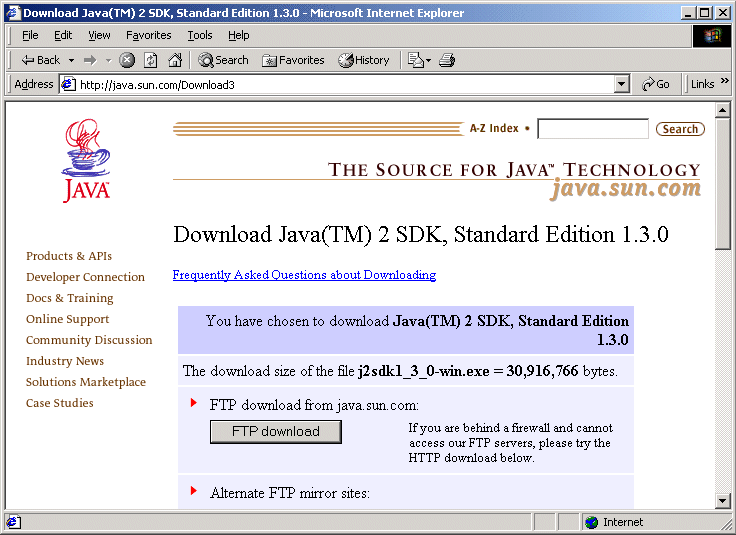 Download Java(TM) 2 SDK, Standard Edition 1.3.0 - Microsoft Internet Explorer
File Edit View Favorites Tools Help
Back Search Favorites History
Address http://java.sun.com/Download3 Go Links »
A-Z Index • Search
THE SOURCE FOR JAVA™ TECHNOLOGY
java.sun.com
JAVA™
Download Java(TM) 2 SDK, Standard Edition 1.3.0
Frequently Asked Questions about Downloading
Products & APIs
Developer Connection
Docs & Training
Online Support
Community Discussion
Industry News
Solutions Marketplace
Case Studies
You have chosen to download Java(TM) 2 SDK, Standard Edition
1.3.0
The download size of the file j2sdk1_3_0-win.exe = 30,916,766 bytes.
FTP download from java.sun.com:
FTP download
If you are behind a firewall and cannot
access our FTP servers, please try the
HTTP download below.
Alternate FTP mirror sites:
Internet